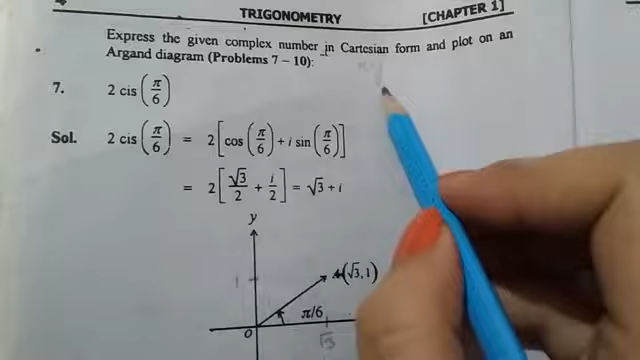 TRIGONOMETRY [CHAPTER 1]
Express the given complex number in Cartesian form and plot on an
Argand diagram (Problems 7 – 10):
7. 2 cis (π/6)
Sol. 2 cis (π/6) = 2[cos(π/6) + i sin(π/6)]
= 2[√3/2 + i/2] = √3 + i
y
(√3, 1)
1
π/6
O
√3